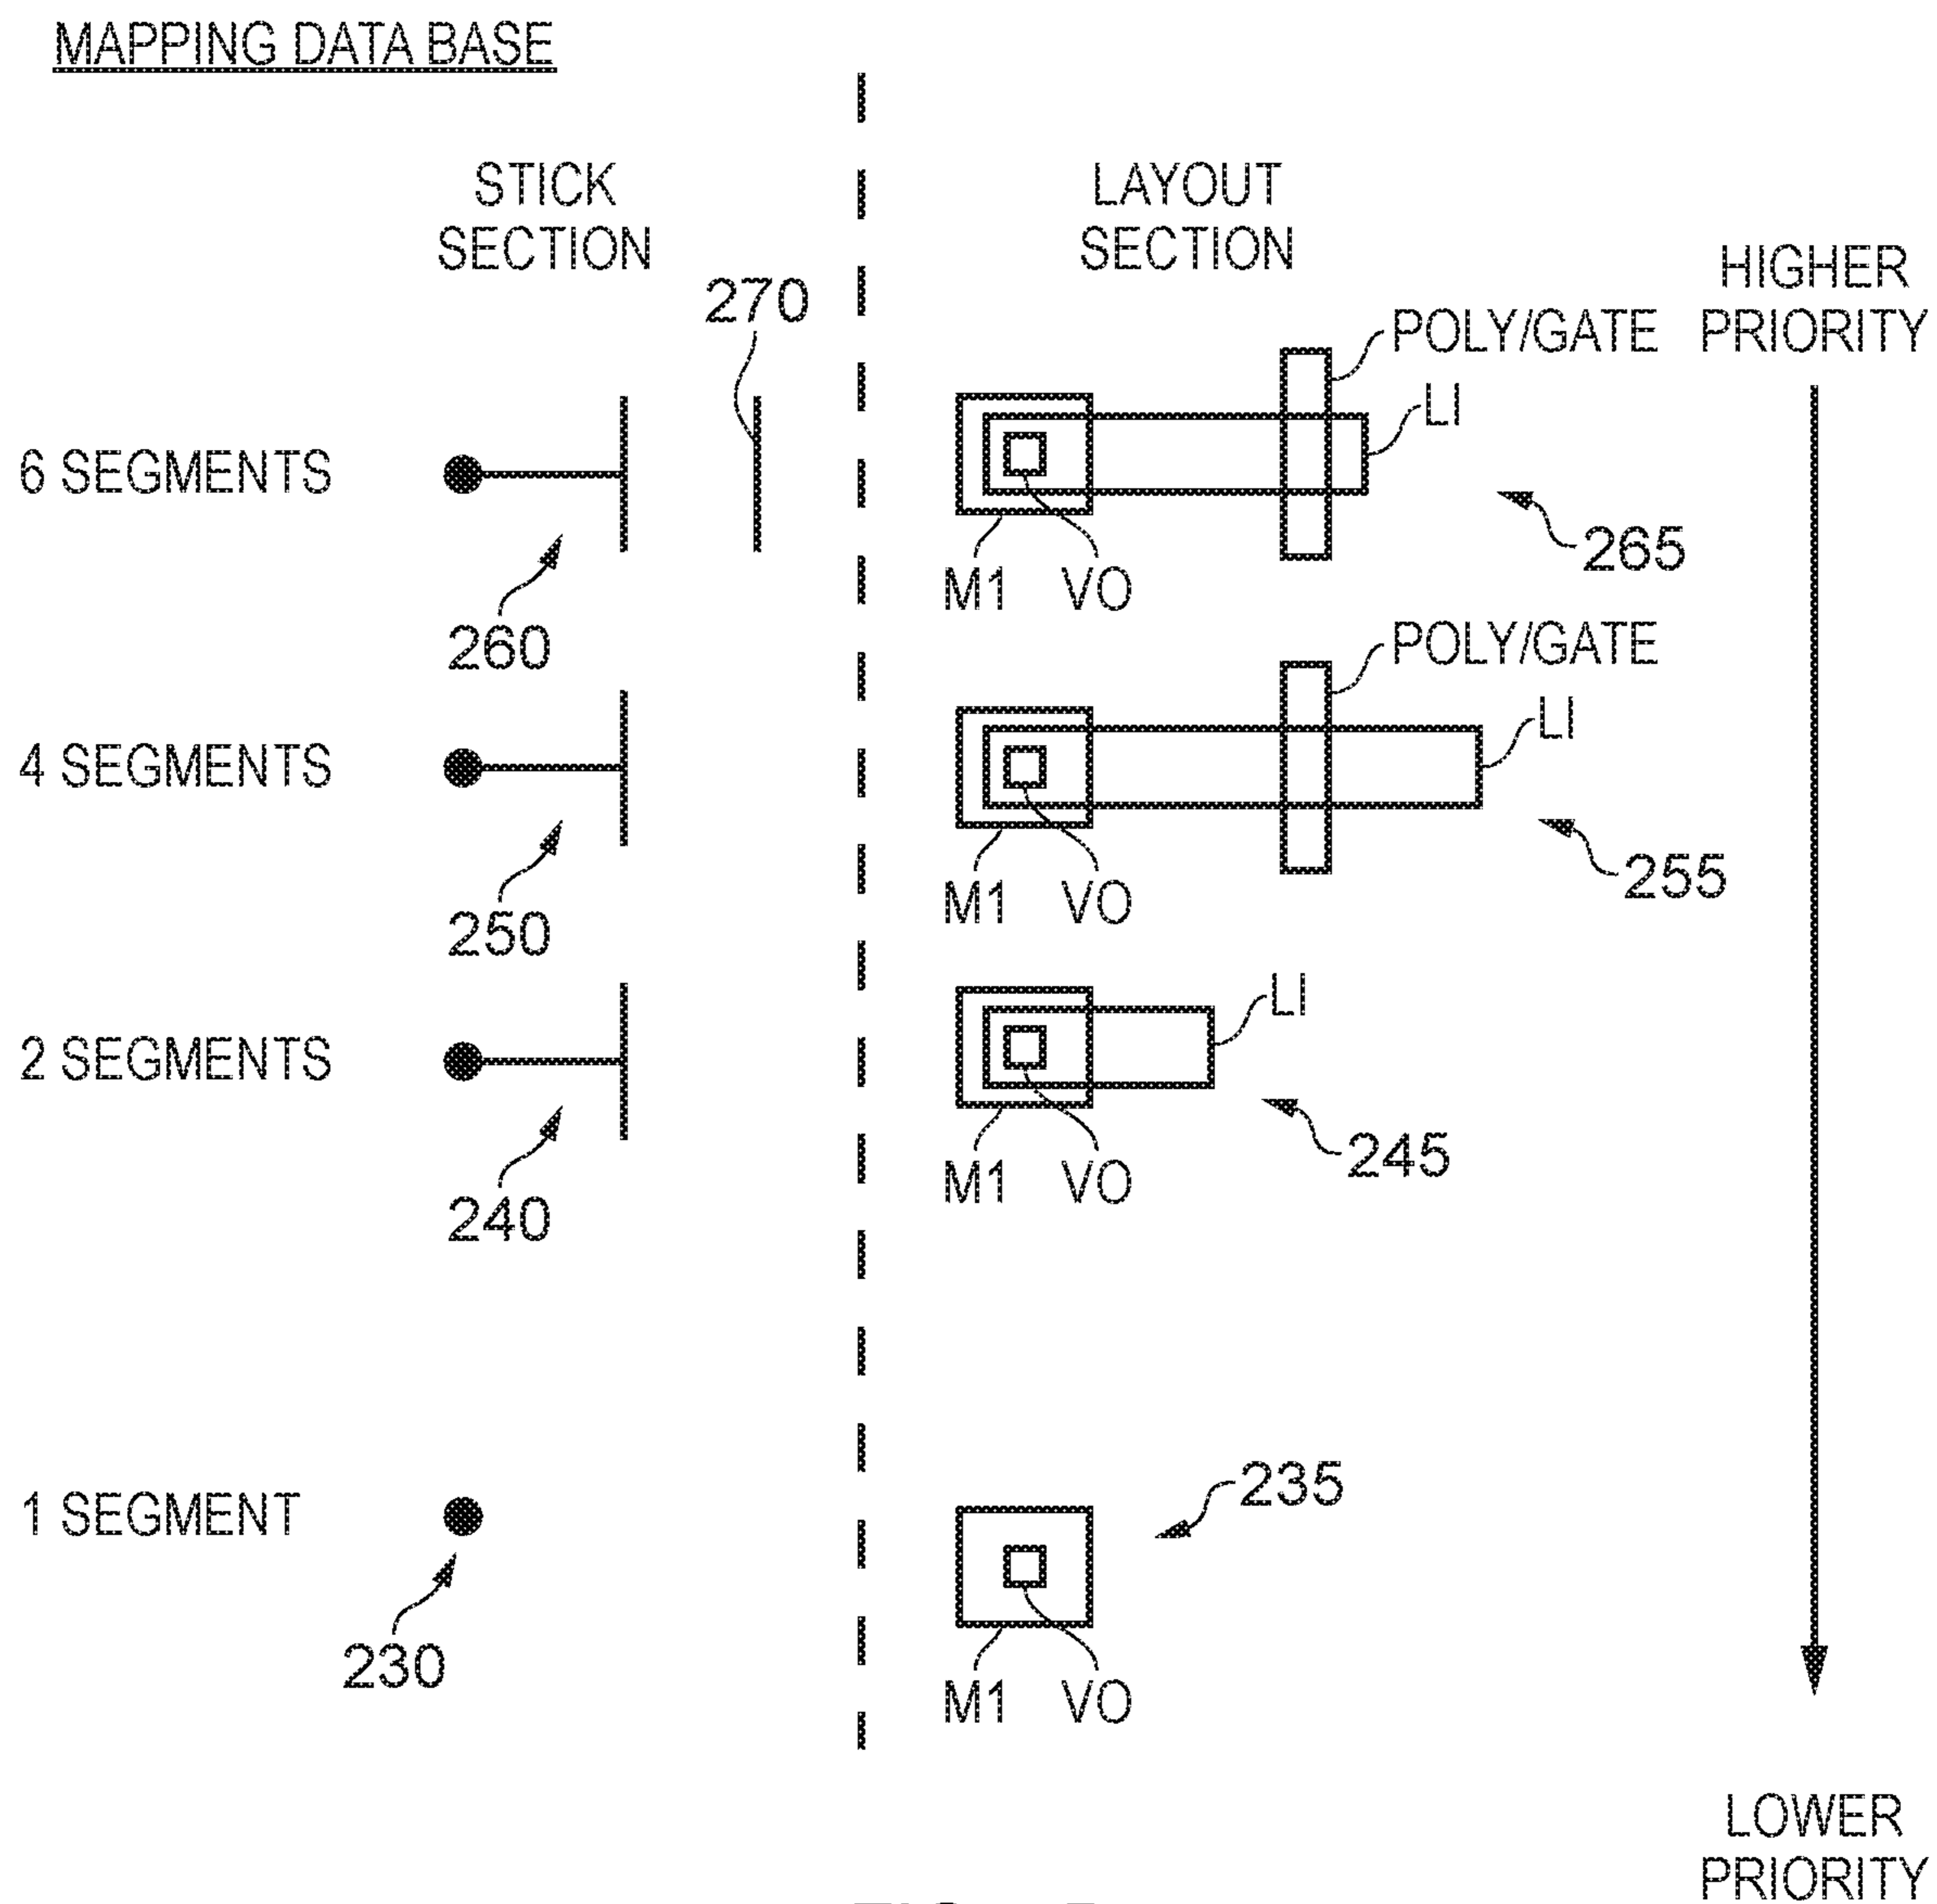 MAPPING DATA BASE
STICK
SECTION
LAYOUT
SECTION
HIGHER
PRIORITY
270
POLY/GATE
LI
6 SEGMENTS
265
M1
VO
260
POLY/GATE
LI
4 SEGMENTS
255
M1
VO
250
LI
2 SEGMENTS
245
M1
VO
240
235
1 SEGMENT
230
M1
VO
LOWER
PRIORITY